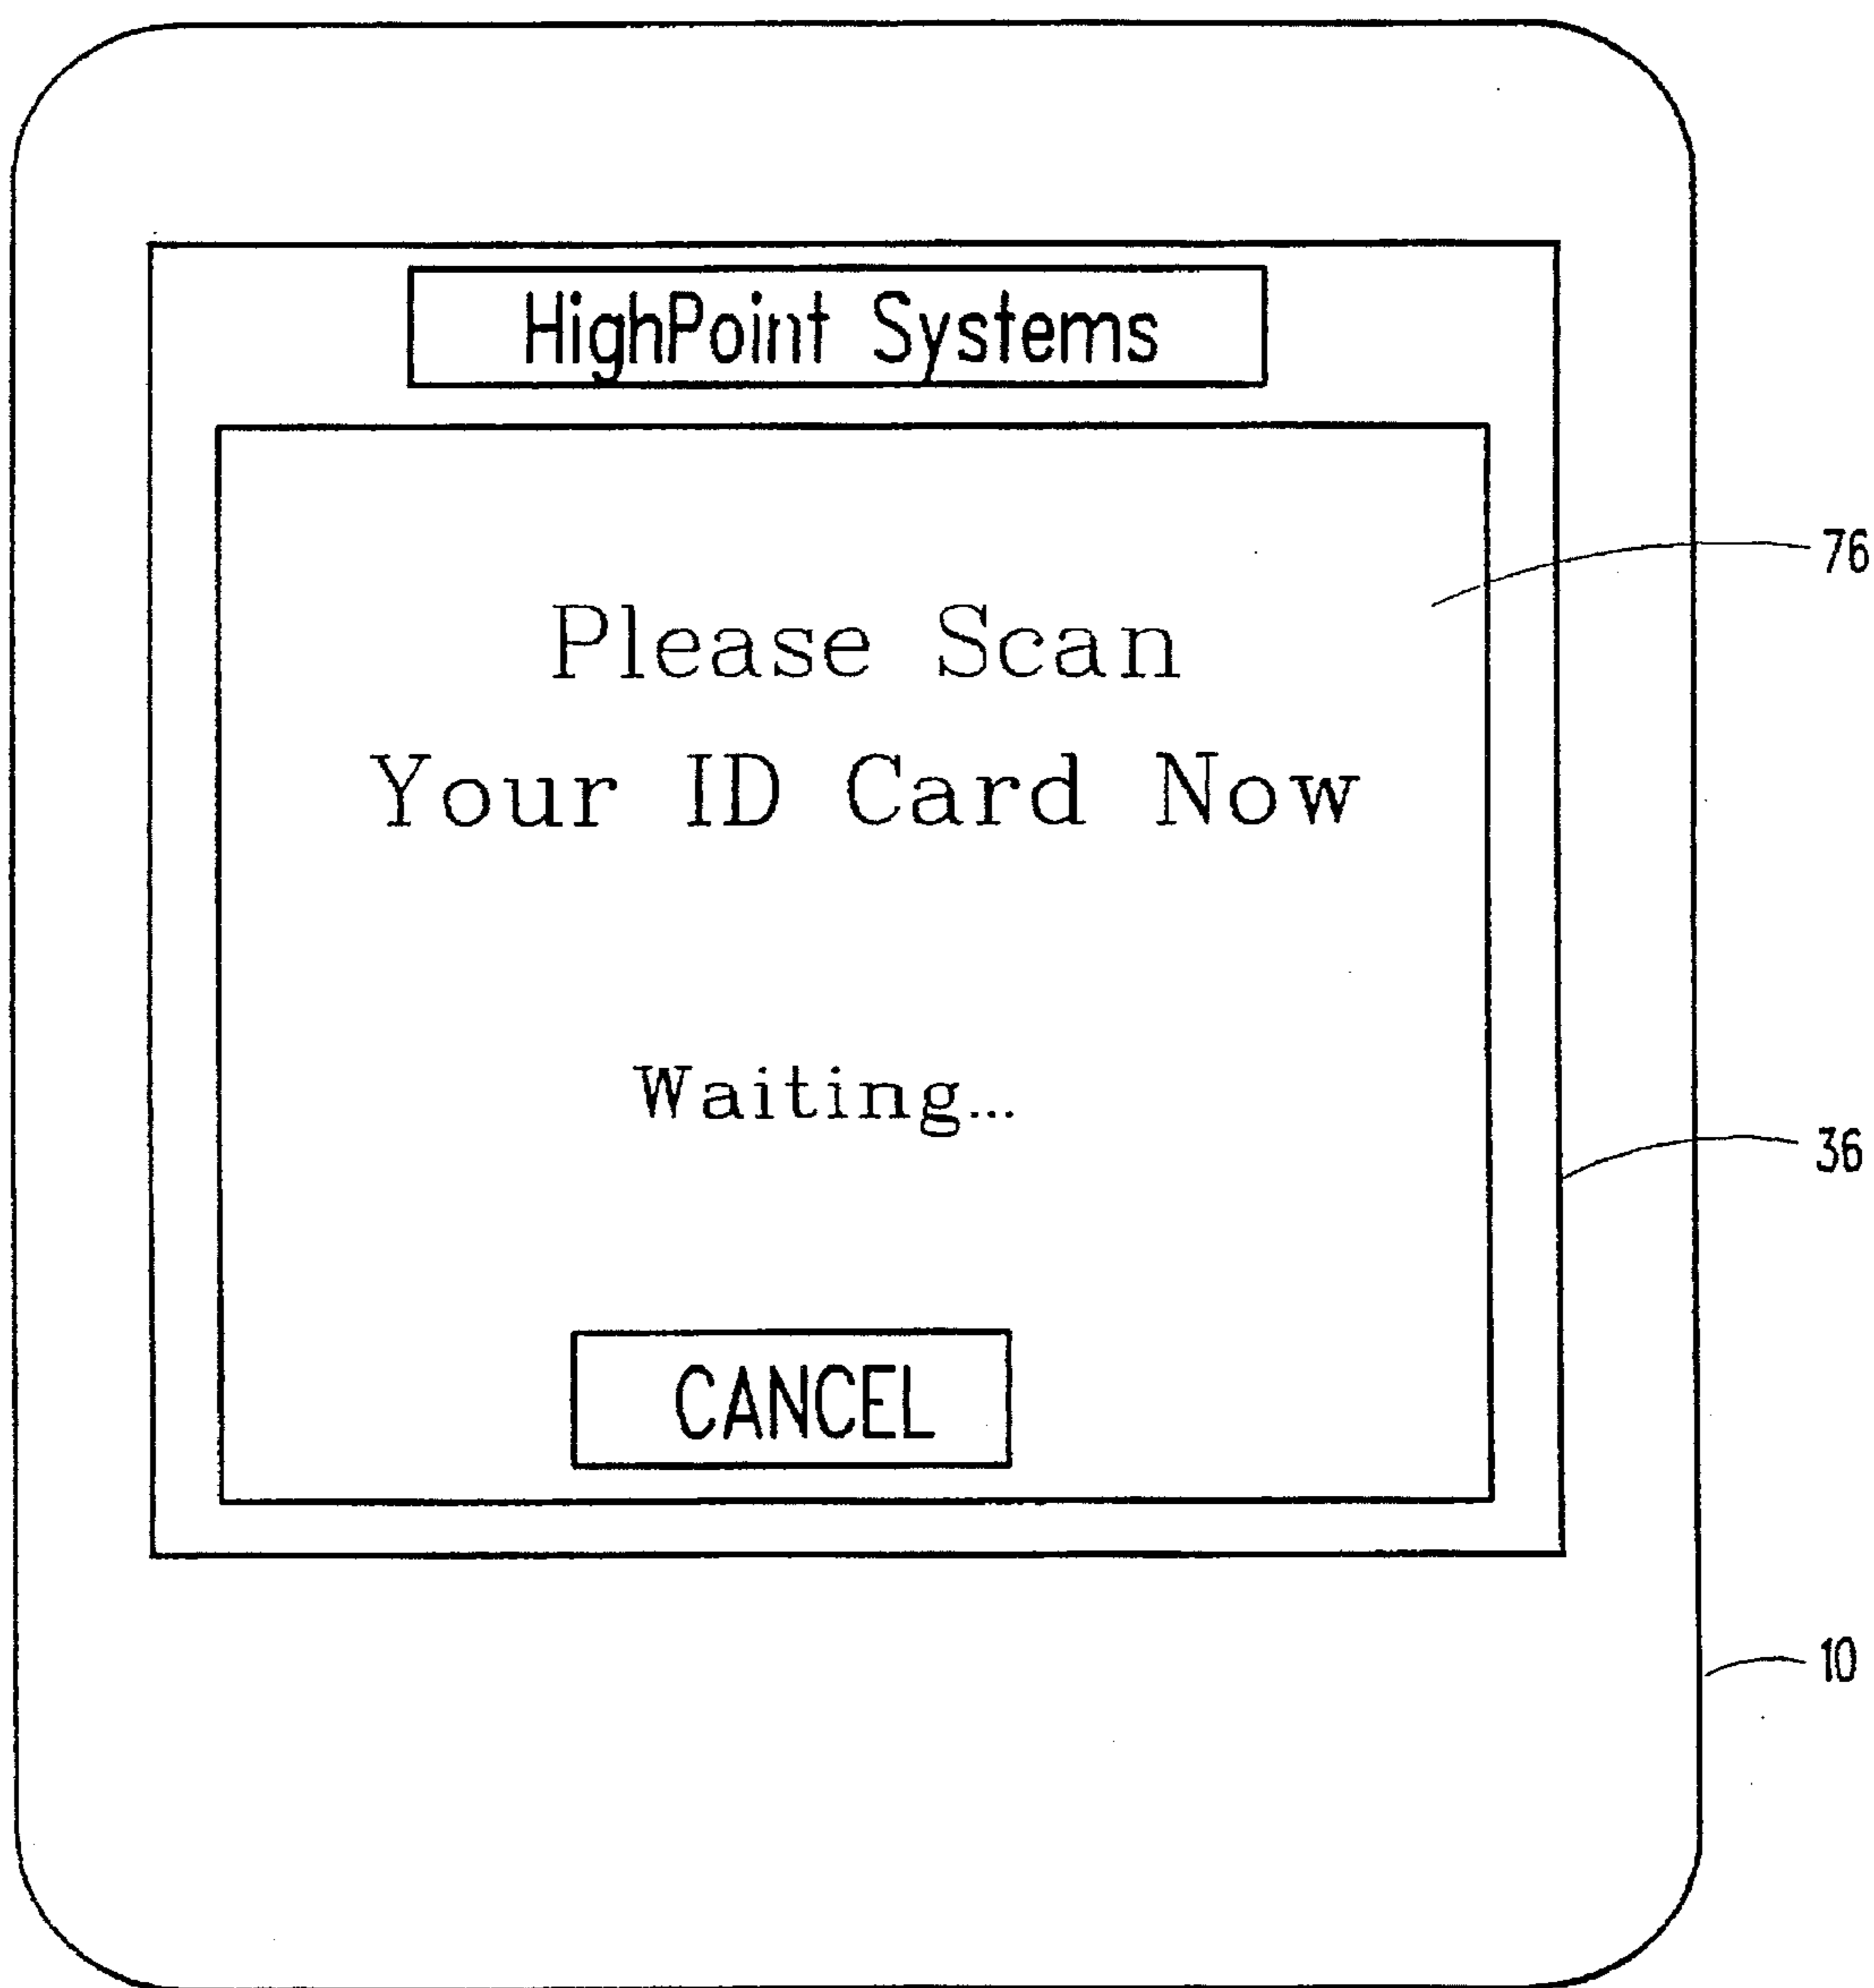 HighPoint Systems
Please Scan
Your ID Card Now
Waiting...
CANCEL
76
36
10